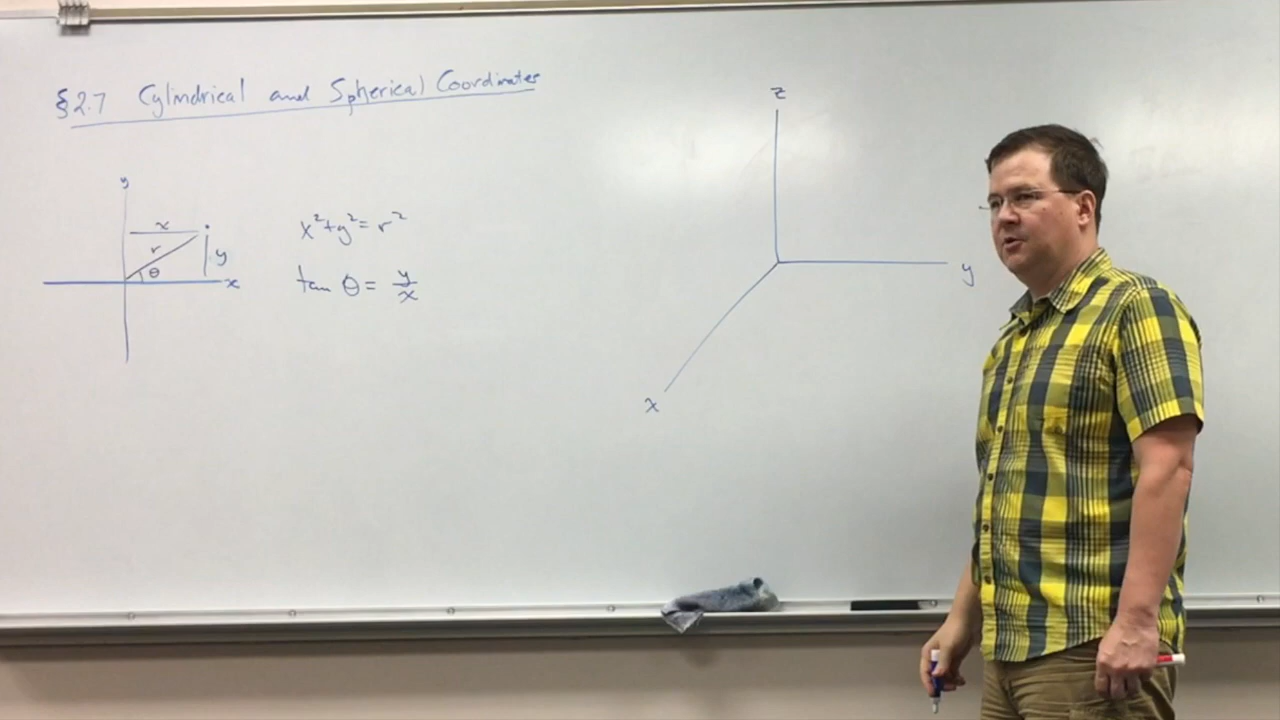 §2.7 Cylindrical and Spherical Coordinates
y
x
r
θ
y
x
x²+y²=r²
tan θ = y/x
z
y
x